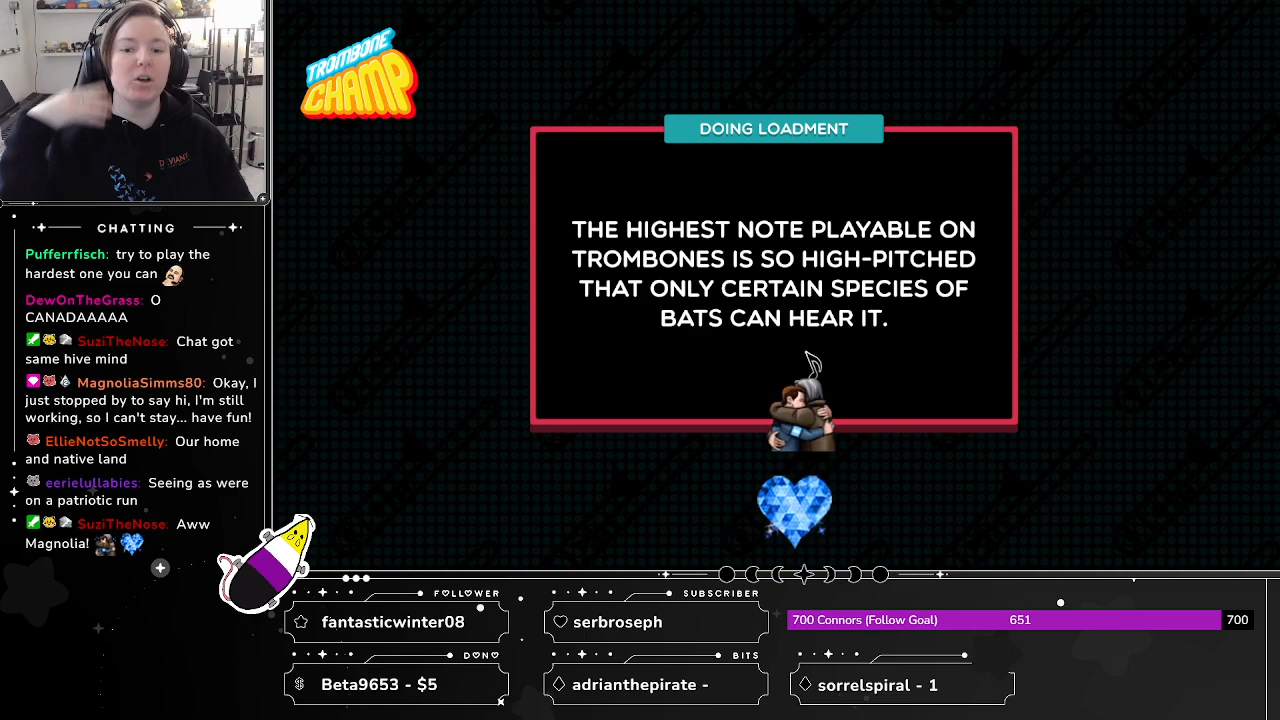 TROMBONE
CHAMP
DOING LOADMENT
THE HIGHEST NOTE PLAYABLE ON
TROMBONES IS SO HIGH-PITCHED
THAT ONLY CERTAIN SPECIES OF
BATS CAN HEAR IT.
CHATTING
Pufferrfisch: try to play the
hardest one you can
DewOnTheGrass: O
CANADAAAAA
SuziTheNose: Chat got
same hive mind
MagnoliaSimms80: Okay, I
just stopped by to say hi, I'm still
working, so I can't stay... have fun!
EllieNotSoSmelly: Our home
and native land
eerielullabies: Seeing as were
on a patriotic run
SuziTheNose: Aww
Magnolia!
FOLLOWER
fantasticwinter08
SUBSCRIBER
serbroseph
700 Connors (Follow Goal) 651 700
DONO
Beta9653 - $5
BITS
adrianthepirate -
sorrelspiral - 1